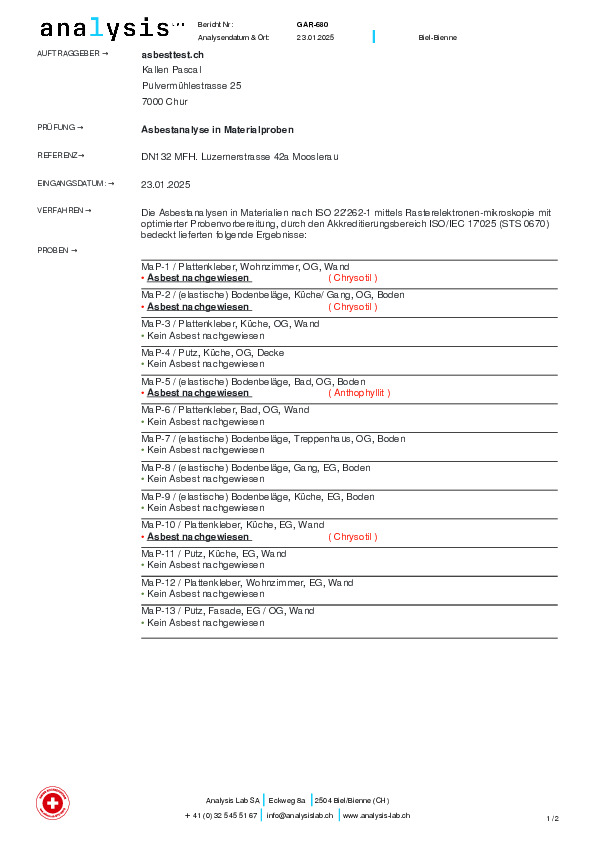 analysis
Bericht Nr: GAR-680
Analysendatum & Ort: 23.01.2025 Biel-Bienne
AUFTRAGGEBER → asbesttest.ch
Kallen Pascal
Pulvermühlestrasse 25
7000 Chur
PRÜFUNG → Asbestanalyse in Materialproben
REFERENZ→ DN132 MFH. Luzernerstrasse 42a Mooslerau
EINGANGSDATUM: → 23.01.2025
VERFAHREN → Die Asbestanalysen in Materialien nach ISO 22'262-1 mittels Rasterelektronen-mikroskopie mit
optimierter Probenvorbereitung, durch den Akkreditierungsbereich ISO/IEC 17025 (STS 0670)
bedeckt lieferten folgende Ergebnisse:
PROBEN →
MaP-1 / Plattenkleber, Wohnzimmer, OG, Wand
• Asbest nachgewiesen ( Chrysotil )
MaP-2 / (elastische) Bodenbeläge, Küche/ Gang, OG, Boden
• Asbest nachgewiesen ( Chrysotil )
MaP-3 / Plattenkleber, Küche, OG, Wand
• Kein Asbest nachgewiesen
MaP-4 / Putz, Küche, OG, Decke
• Kein Asbest nachgewiesen
MaP-5 / (elastische) Bodenbeläge, Bad, OG, Boden
• Asbest nachgewiesen ( Anthophyllit )
MaP-6 / Plattenkleber, Bad, OG, Wand
• Kein Asbest nachgewiesen
MaP-7 / (elastische) Bodenbeläge, Treppenhaus, OG, Boden
• Kein Asbest nachgewiesen
MaP-8 / (elastische) Bodenbeläge, Gang, EG, Boden
• Kein Asbest nachgewiesen
MaP-9 / (elastische) Bodenbeläge, Küche, EG, Boden
• Kein Asbest nachgewiesen
MaP-10 / Plattenkleber, Küche, EG, Wand
• Asbest nachgewiesen ( Chrysotil )
MaP-11 / Putz, Küche, EG, Wand
• Kein Asbest nachgewiesen
MaP-12 / Plattenkleber, Wohnzimmer, EG, Wand
• Kein Asbest nachgewiesen
MaP-13 / Putz, Fasade, EG / OG, Wand
• Kein Asbest nachgewiesen
Analysis Lab SA | Eckweg 8a | 2504 Biel/Bienne (CH)
+ 41 (0) 32 545 51 67 | info@analysislab.ch | www.analysis-lab.ch
1 / 2